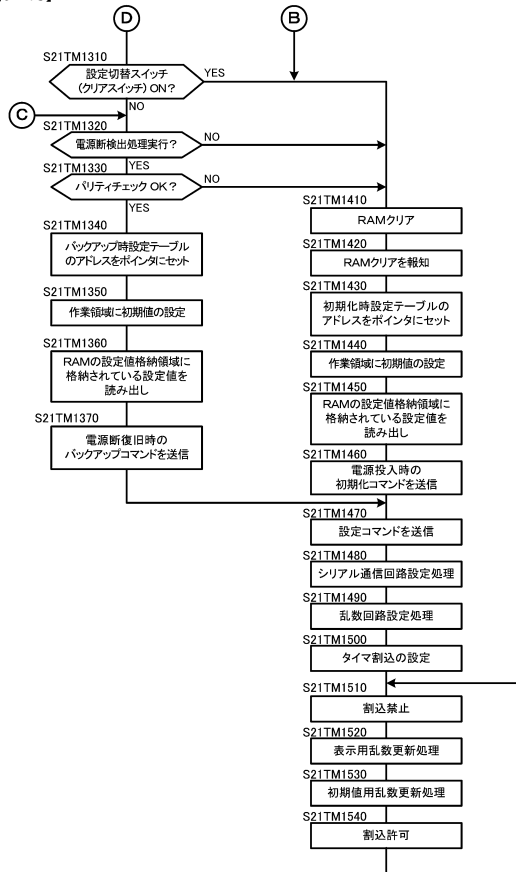 D
B
S21TM1310
設定切替スイッチ
(クリアスイッチ) ON?
YES
NO
C
S21TM1320
電源断検出処理実行?
NO
YES
S21TM1330
パリティチェック OK?
NO
YES
S21TM1340
バックアップ時設定テーブル
のアドレスをポインタにセット
S21TM1350
作業領域に初期値の設定
S21TM1360
RAMの設定値格納領域に
格納されている設定値を
読み出し
S21TM1370
電源断復旧時の
バックアップコマンドを送信
S21TM1410
RAMクリア
S21TM1420
RAMクリアを報知
S21TM1430
初期化時設定テーブルの
アドレスをポインタにセット
S21TM1440
作業領域に初期値の設定
S21TM1450
RAMの設定値格納領域に
格納されている設定値を
読み出し
S21TM1460
電源投入時の
初期化コマンドを送信
S21TM1470
設定コマンドを送信
S21TM1480
シリアル通信回路設定処理
S21TM1490
乱数回路設定処理
S21TM1500
タイマ割込の設定
S21TM1510
割込禁止
S21TM1520
表示用乱数更新処理
S21TM1530
初期値用乱数更新処理
S21TM1540
割込許可